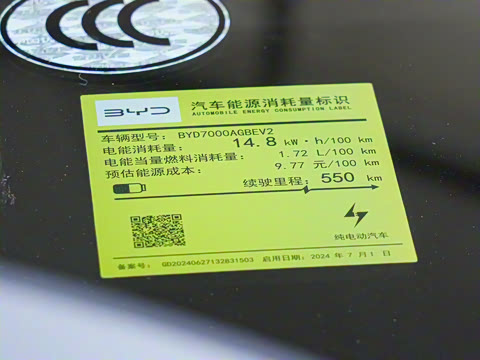 CCC
BYD 汽车能源消耗量标识
AUTOMOBILE ENERGY CONSUMPTION LABEL
车辆型号: BYD7000AGBEV2
电能消耗量: 14.8 kW·h/100 km
电能当量燃料消耗量: 1.72 L/100 km
预估能源成本: 9.77 元/100 km
续驶里程: 550 km
纯电动汽车
备案号: GD20240627132831503 启用日期: 2024 年 7 月 1 日